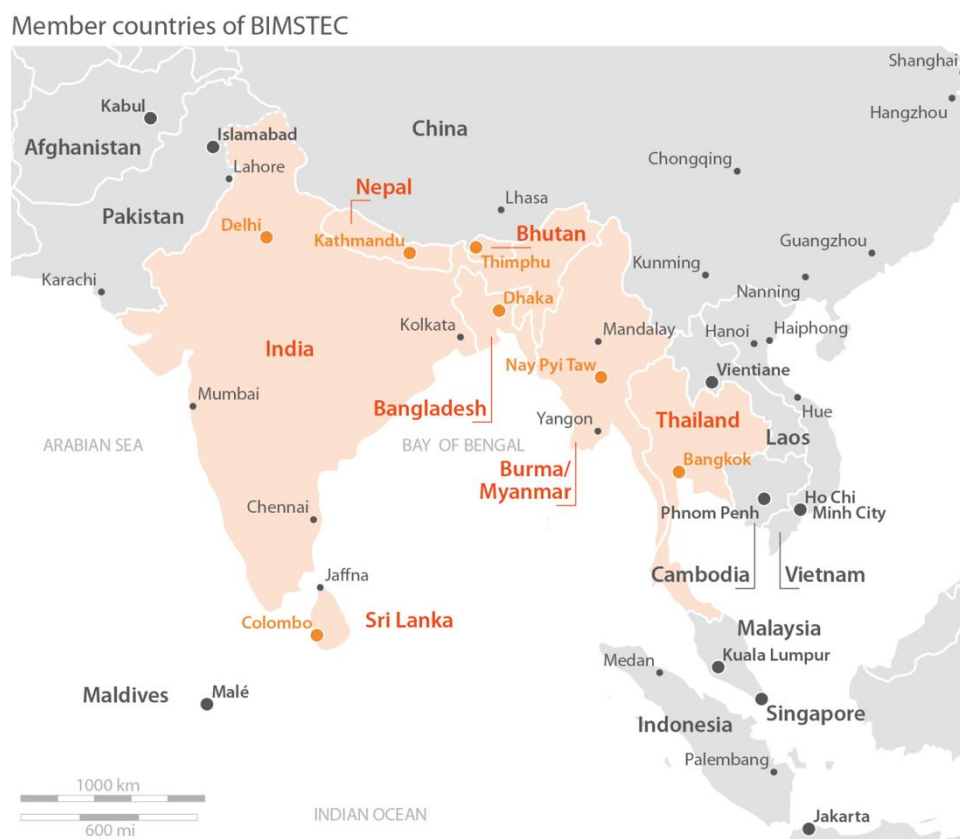 Member countries of BIMSTEC
Shanghai
Hangzhou
Kabul
Afghanistan
Islamabad
China
Lahore
Chongqing
Pakistan
Nepal
Lhasa
Delhi
Kathmandu
Bhutan
Thimphu
Guangzhou
Kunming
Karachi
Nanning
Dhaka
Kolkata
Mandalay
Hanoi
Haiphong
India
Nay Pyi Taw
Vientiane
Mumbai
Bangladesh
Hue
Thailand
Yangon
Laos
ARABIAN SEA
BAY OF BENGAL
Bangkok
Burma/
Myanmar
Chennai
Phnom Penh
Ho Chi
Minh City
Jaffna
Cambodia
Vietnam
Colombo
Sri Lanka
Malaysia
Kuala Lumpur
Medan
Maldives
Malé
Singapore
Indonesia
Palembang
1000 km
600 mi
INDIAN OCEAN
Jakarta